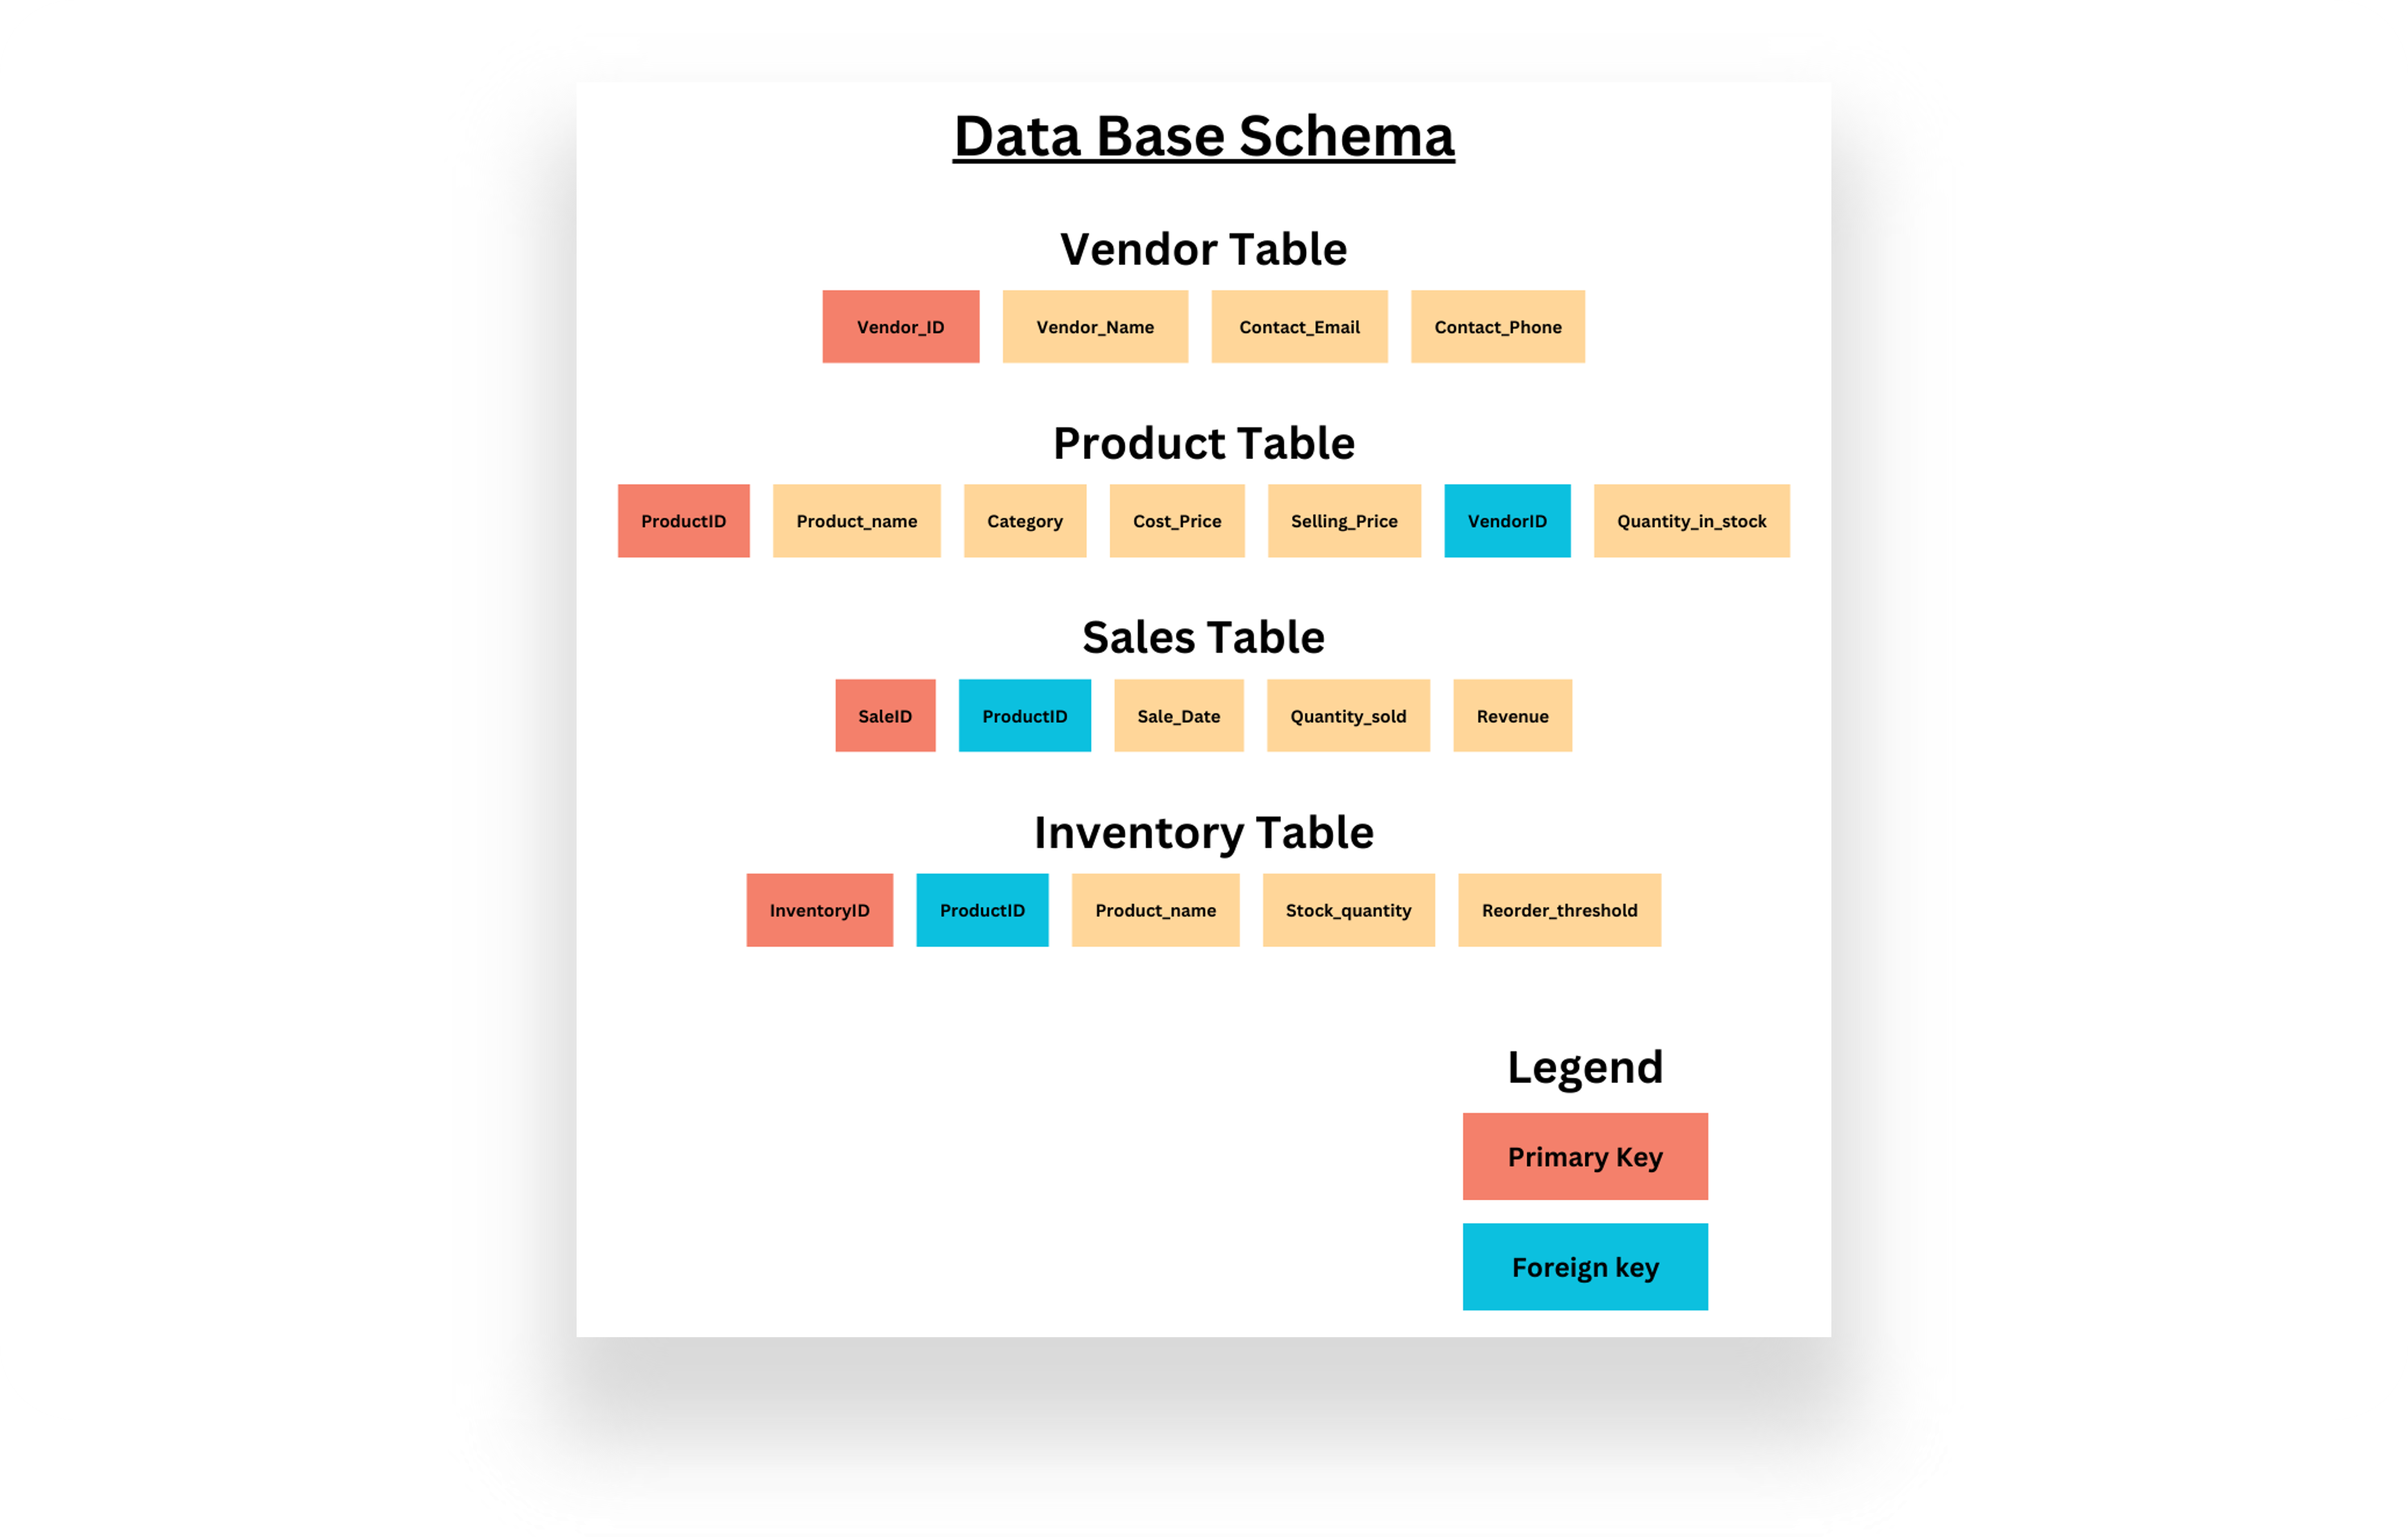 Data Base Schema
Vendor Table
Vendor_ID Vendor_Name Contact_Email Contact_Phone
Product Table
ProductID Product_name Category Cost_Price Selling_Price VendorID Quantity_in_stock
Sales Table
SaleID ProductID Sale_Date Quantity_sold Revenue
Inventory Table
InventoryID ProductID Product_name Stock_quantity Reorder_threshold
Legend
Primary Key
Foreign key